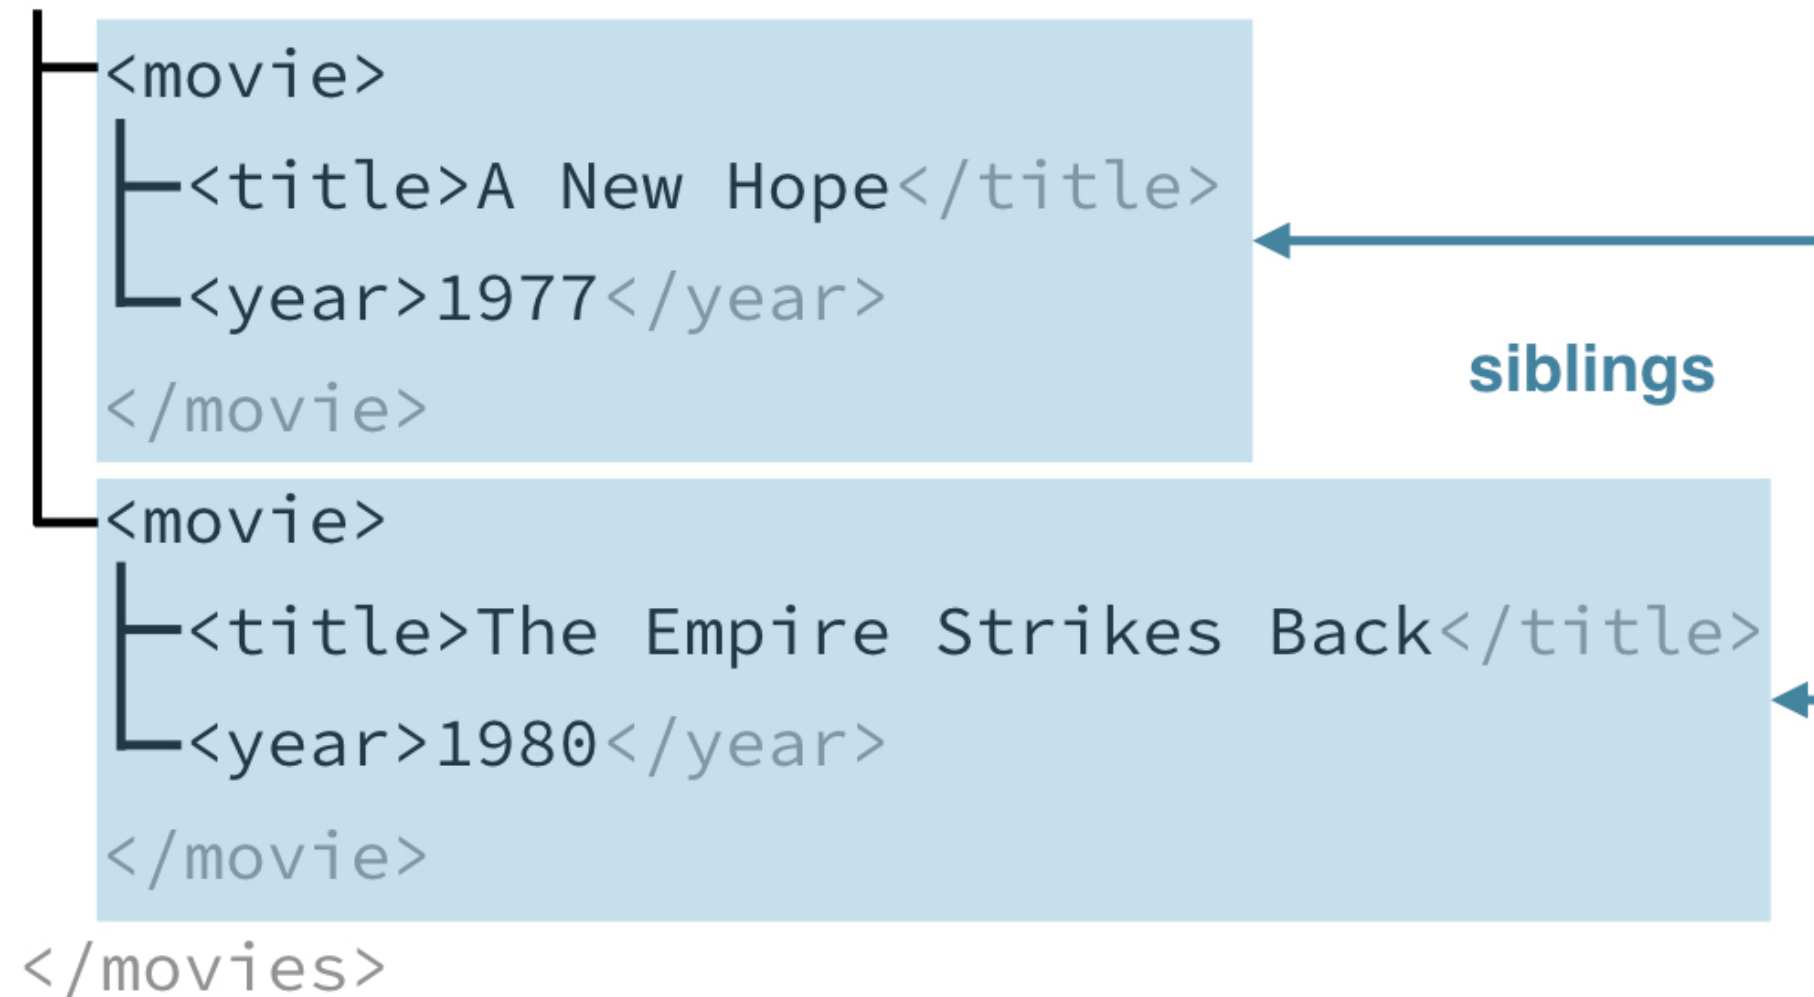 <movie>
<title>A New Hope</title>
<year>1977</year>
siblings
</movie>
<movie>
<title>The Empire Strikes Back</title>
<year>1980</year>
</movie>
</movies>